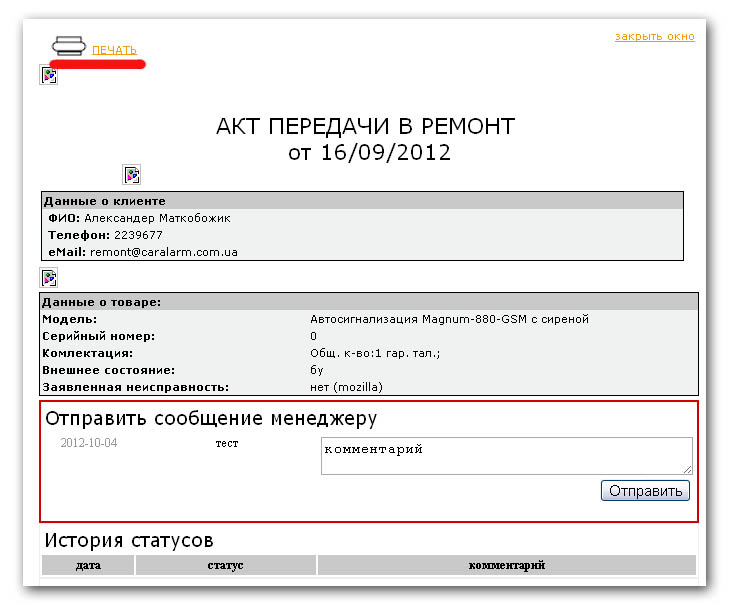 ПЕЧАТЬ
закрыть окно
АКТ ПЕРЕДАЧИ В РЕМОНТ
от 16/09/2012
Данные о клиенте
ФИО: Александер Маткобожик
Телефон: 2239677
eMail: remont@caralarm.com.ua
Данные о товаре:
Модель: Автосигнализация Magnum-880-GSM с сиреной
Серийный номер: 0
Комлектация: Общ. к-во:1 гар. тал.;
Внешнее состояние: бу
Заявленная неисправность: нет (mozilla)
Отправить сообщение менеджеру
2012-10-04 тест комментарий
Отправить
История статусов
дата статус комментарий